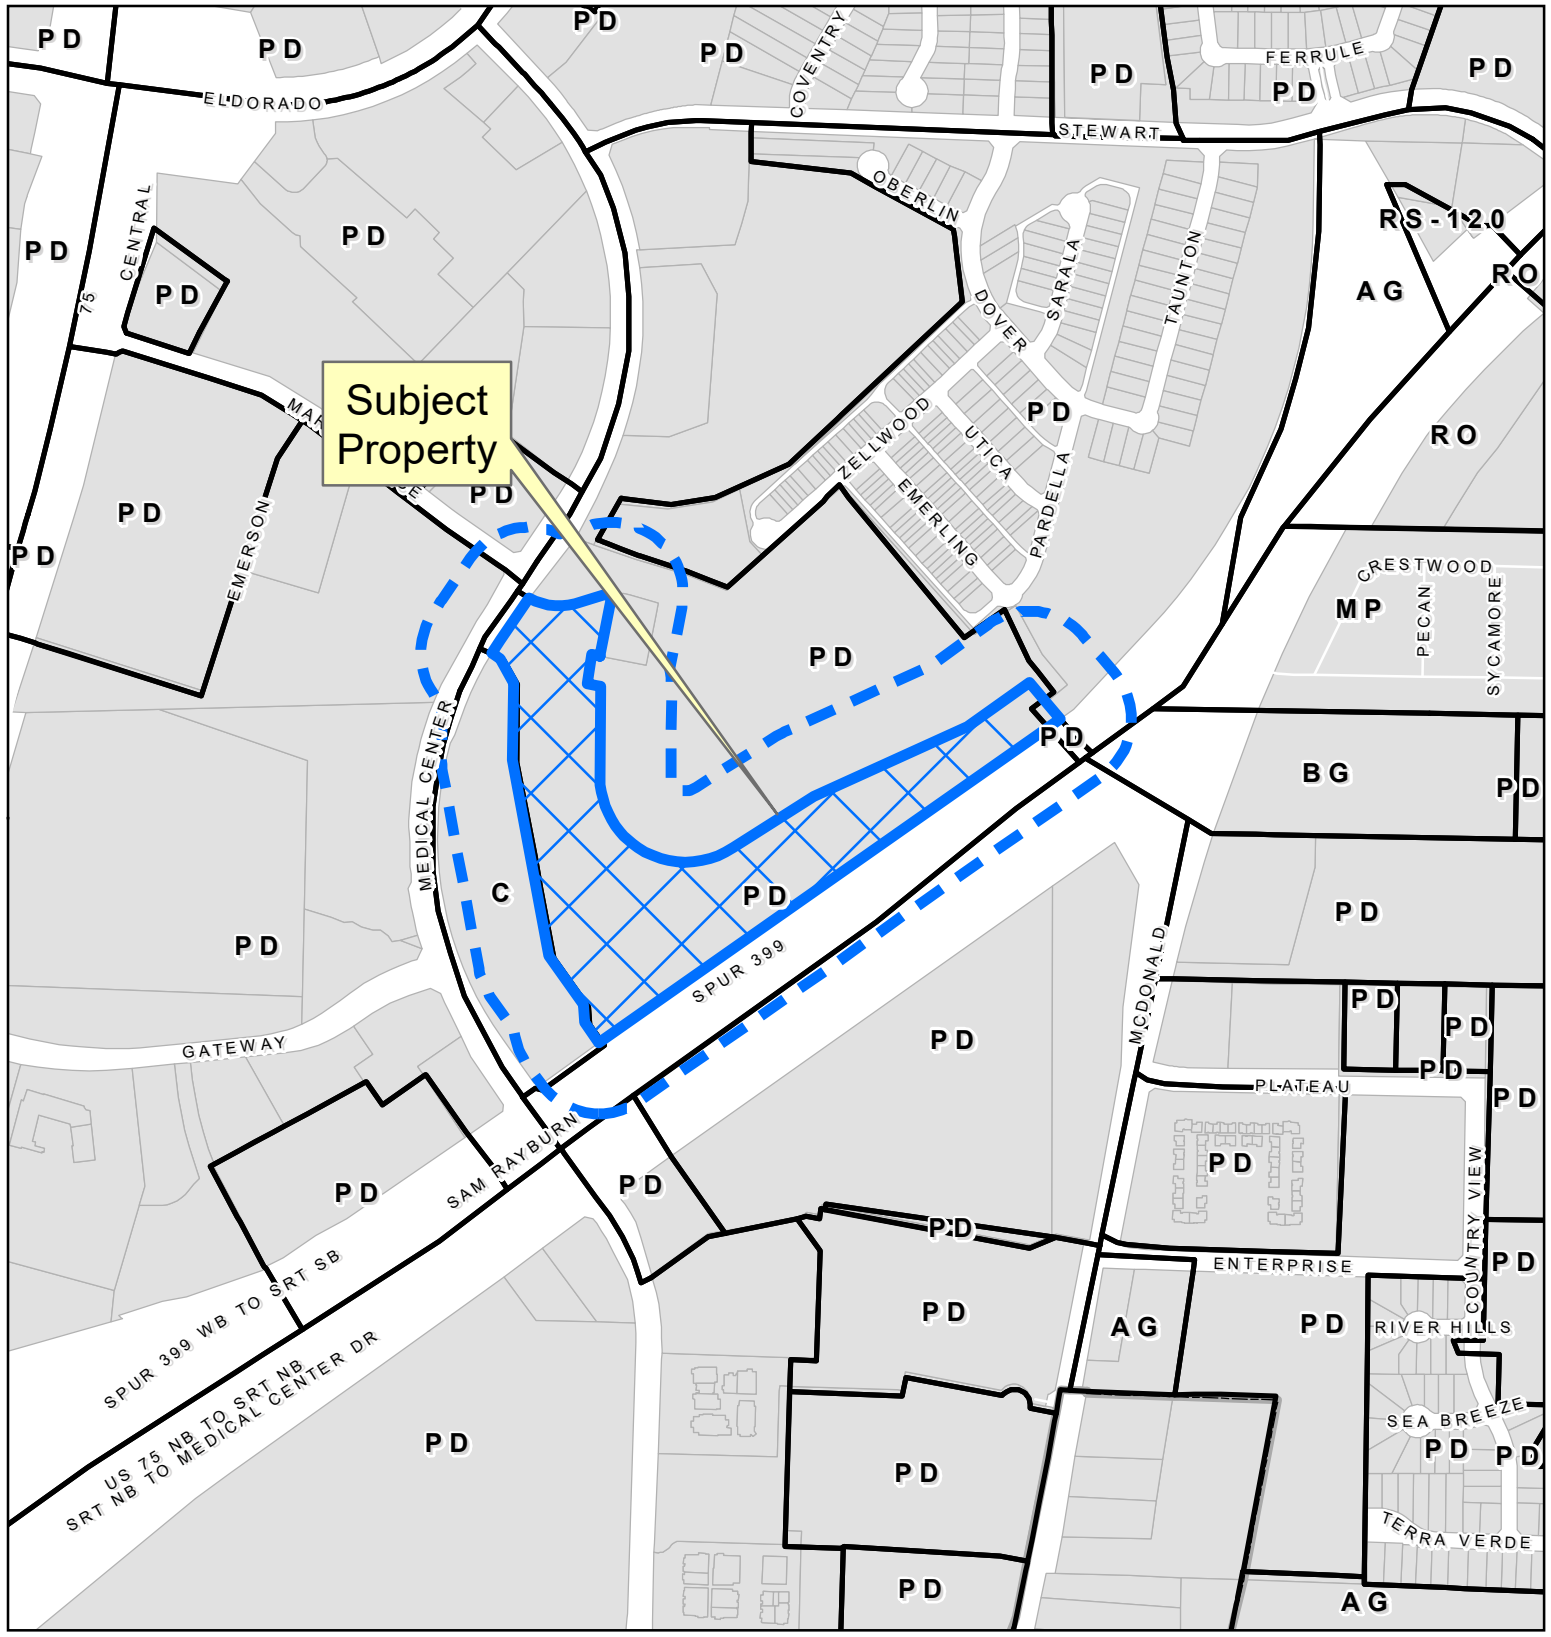 PD
PD
PD
PD
COVENTRY
FERRULE
PD
PD
PD
ELDORADO
STEWART
OBERLIN
CENTRAL
75
PD
PD
PD
RS-120
RO
AG
SARALA
TAUNTON
DOVER
Subject
Property
PD
ZELLWOOD
UTICA
EMERLING
PARDELLA
RO
PD
PD
EMERSON
PD
CRESTWOOD
MP
PECAN
SYCAMORE
PD
MEDICAL CENTER
PD
BG
PD
C
PD
SPUR 399
PD
PD
MCDONALD
PD
PD
PD
PD
GATEWAY
PLATEAU
PD
PD
SAM RAYBURN
PD
PD
COUNTRY VIEW
PD
PD
ENTERPRISE
SPUR 399 WB TO SRT SB
PD
AG
PD
RIVER HILLS
US 75 NB TO SRT NB
SRT NB TO MEDICAL CENTER DR
PD
SEA BREEZE
PD
PD
PD
TERRA VERDE
PD
AG